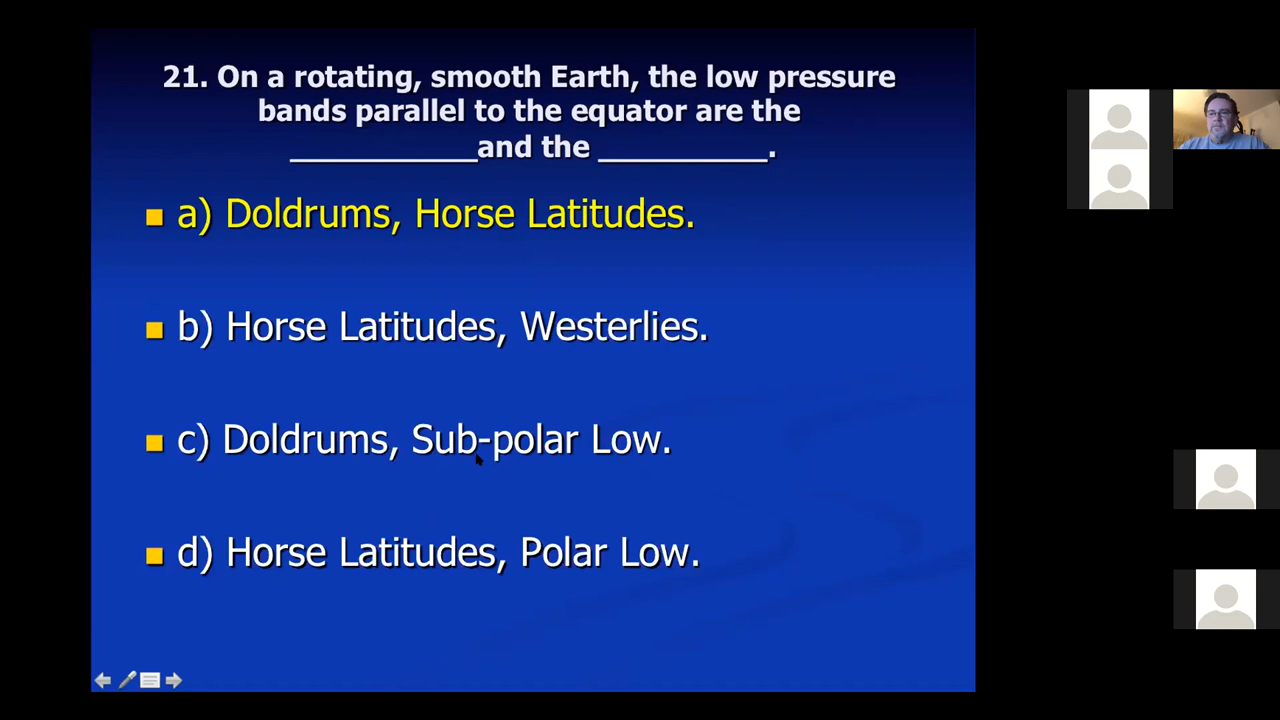 21. On a rotating, smooth Earth, the low pressure
bands parallel to the equator are the
___________and the __________.
a) Doldrums, Horse Latitudes.
b) Horse Latitudes, Westerlies.
c) Doldrums, Sub-polar Low.
d) Horse Latitudes, Polar Low.